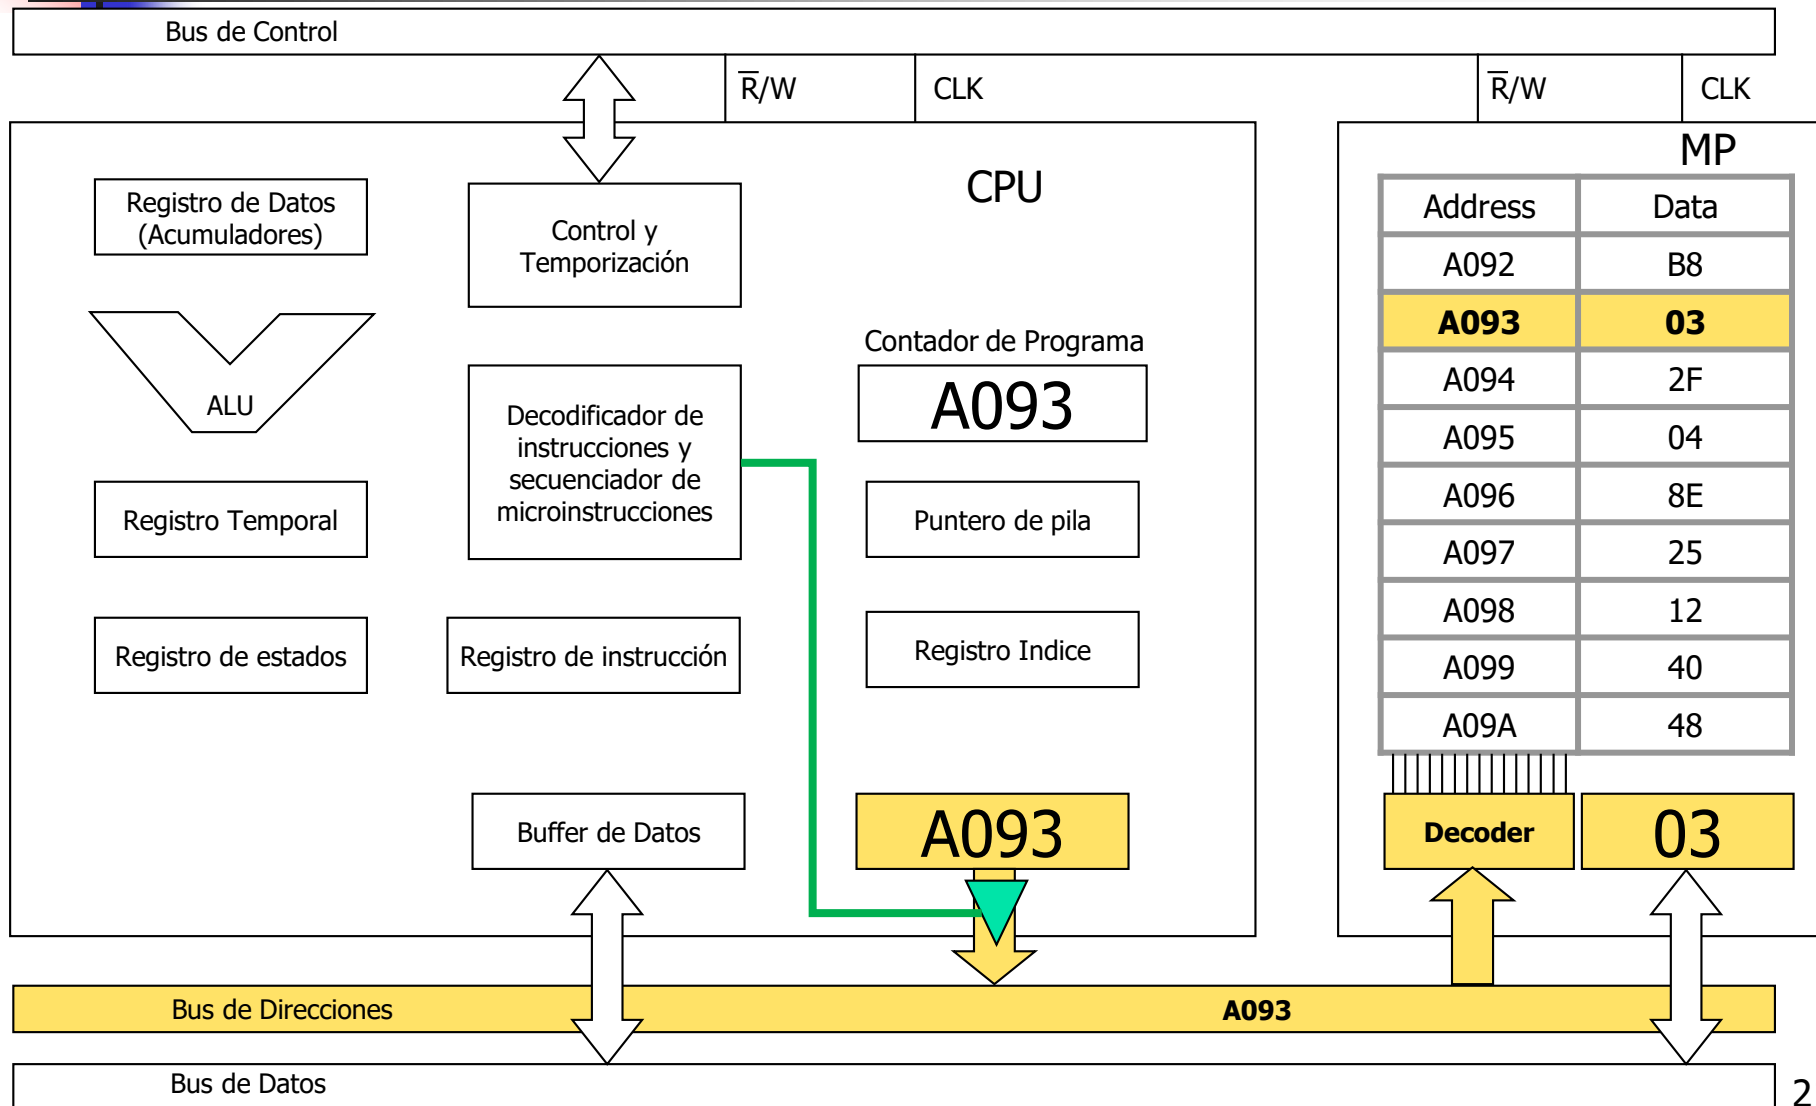 Bus de Control
R̅/W CLK R̅/W CLK
CPU
MP
Registro de Datos
(Acumuladores)
Control y
Temporización
ALU
Decodificador de
instrucciones y
secuenciador de
microinstrucciones
Contador de Programa
A093
Registro Temporal
Puntero de pila
Registro de estados
Registro de instrucción
Registro Indice
Buffer de Datos
A093
Address Data
A092 B8
A093 03
A094 2F
A095 04
A096 8E
A097 25
A098 12
A099 40
A09A 48
Decoder
03
Bus de Direcciones
A093
Bus de Datos
2